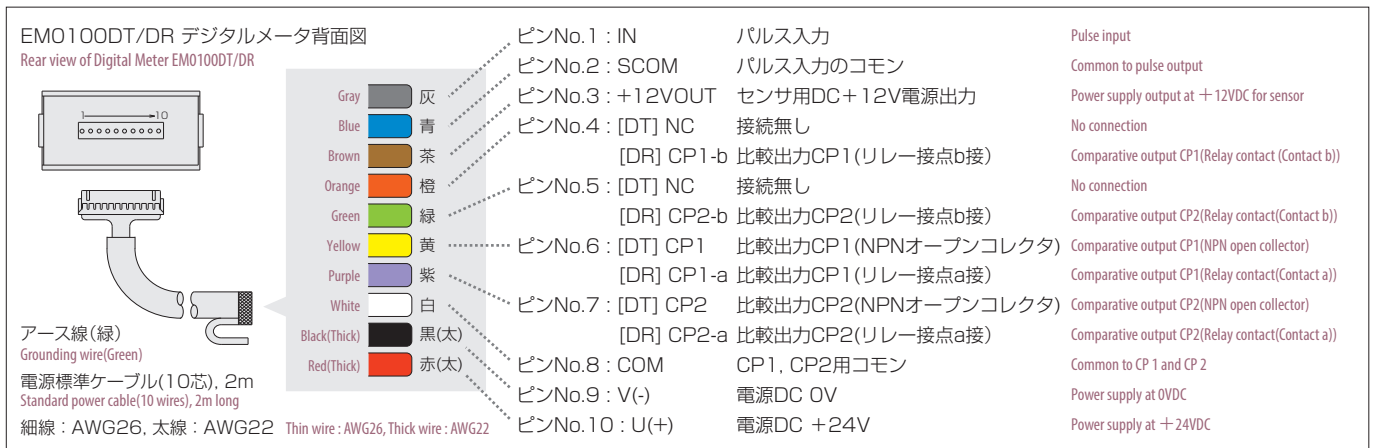 EM0100DT/DR デジタルメータ背面図
Rear view of Digital Meter EM0100DT/DR
1 10
Gray 灰
Blue 青
Brown 茶
Orange 橙
Green 緑
Yellow 黄
Purple 紫
White 白
Black(Thick) 黒(太)
Red(Thick) 赤(太)
アース線(緑)
Grounding wire(Green)
電源標準ケーブル(10芯), 2m
Standard power cable(10 wires), 2m long
細線：AWG26, 太線：AWG22 Thin wire : AWG26, Thick wire : AWG22
ピンNo.1 : IN パルス入力 Pulse input
ピンNo.2 : SCOM パルス入力のコモン Common to pulse output
ピンNo.3 : +12VOUT センサ用DC＋12V電源出力 Power supply output at ＋12VDC for sensor
ピンNo.4 : [DT] NC 接続無し No connection
[DR] CP1-b 比較出力CP1(リレー接点b接） Comparative output CP1(Relay contact (Contact b))
ピンNo.5 : [DT] NC 接続無し No connection
[DR] CP2-b 比較出力CP2(リレー接点b接） Comparative output CP2(Relay contact(Contact b))
ピンNo.6 : [DT] CP1 比較出力CP1(NPNオープンコレクタ) Comparative output CP1(NPN open collector)
[DR] CP1-a 比較出力CP1(リレー接点a接） Comparative output CP1(Relay contact(Contact a))
ピンNo.7 : [DT] CP2 比較出力CP2(NPNオープンコレクタ) Comparative output CP2(NPN open collector)
[DR] CP2-a 比較出力CP2(リレー接点a接） Comparative output CP2(Relay contact(Contact a))
ピンNo.8 : COM CP1, CP2用コモン Common to CP 1 and CP 2
ピンNo.9 : V(-) 電源DC 0V Power supply at 0VDC
ピンNo.10 : U(+) 電源DC ＋24V Power supply at ＋24VDC